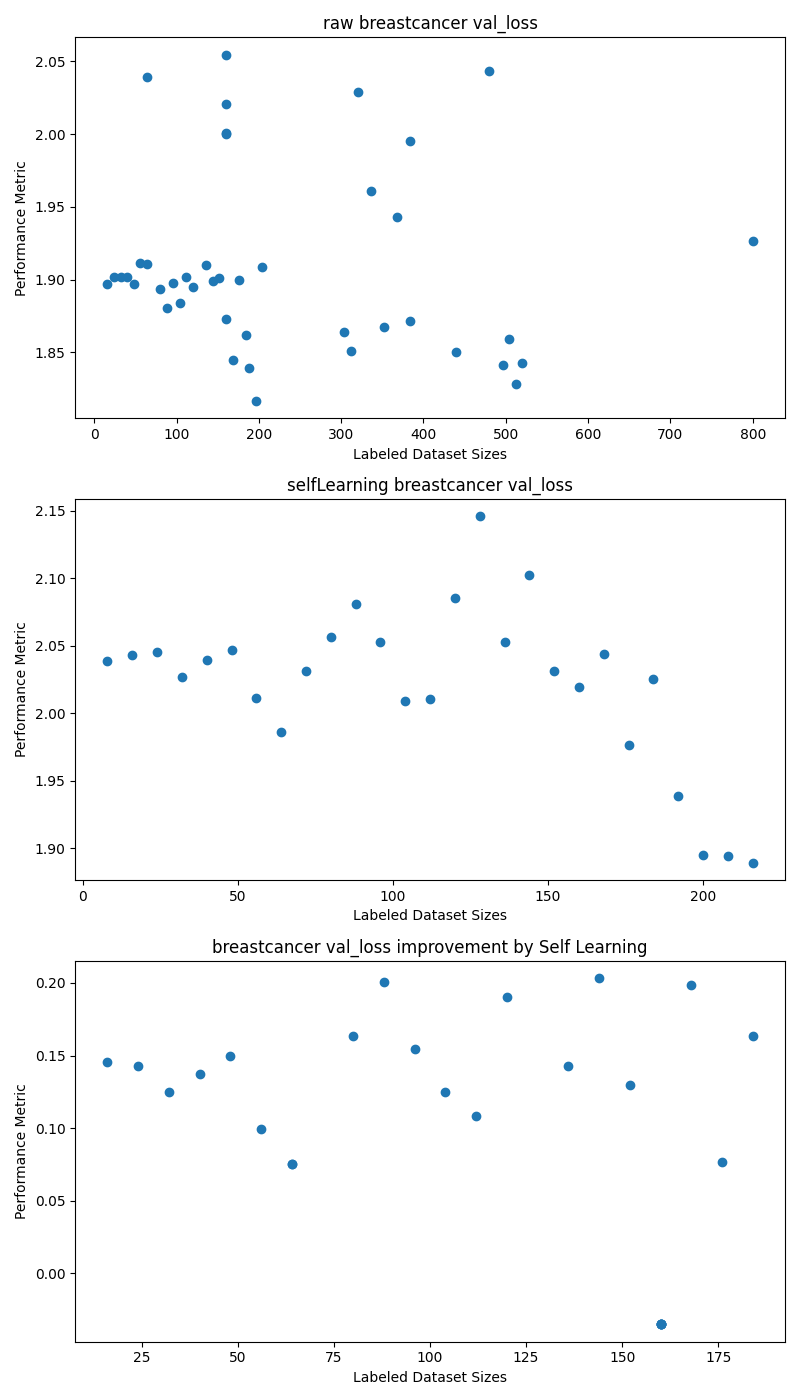 raw breastcancer val_loss
2.05
2.00
1.95
1.90
1.85
Performance Metric
0 100 200 300 400 500 600 700 800
Labeled Dataset Sizes
selfLearning breastcancer val_loss
2.15
2.10
2.05
2.00
1.95
1.90
Performance Metric
0 50 100 150 200
Labeled Dataset Sizes
breastcancer val_loss improvement by Self Learning
0.20
0.15
0.10
0.05
0.00
Performance Metric
25 50 75 100 125 150 175
Labeled Dataset Sizes